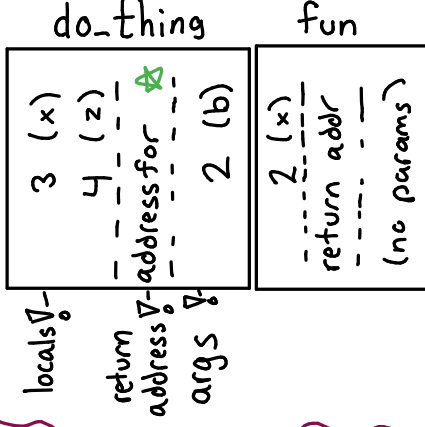 do_thing
fun
3 (x)
4 (z)
address for
2 (b)
2 (x)
return addr
(no params)
locals
return
address
args